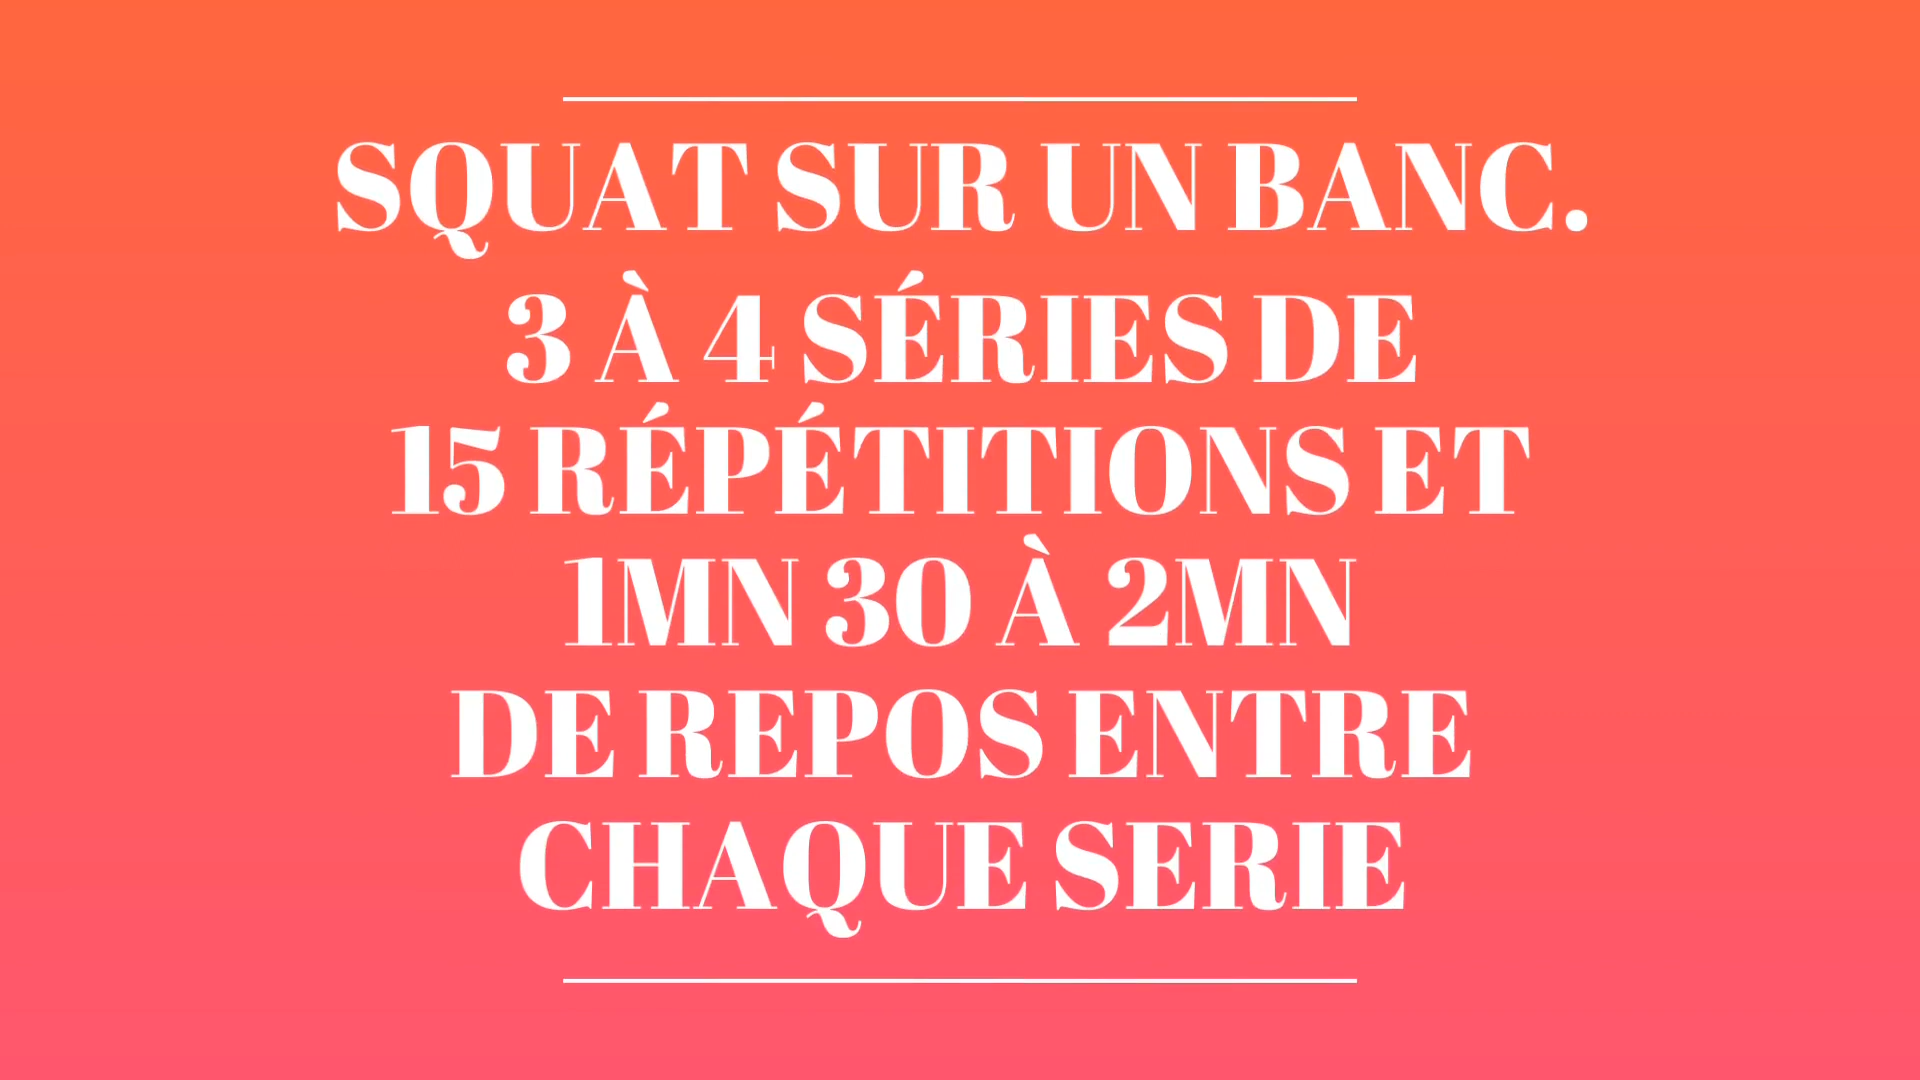 SQUAT SUR UN BANC.
3 À 4 SÉRIES DE
15 RÉPÉTITIONS ET
1MN 30 À 2MN
DE REPOS ENTRE
CHAQUE SERIE